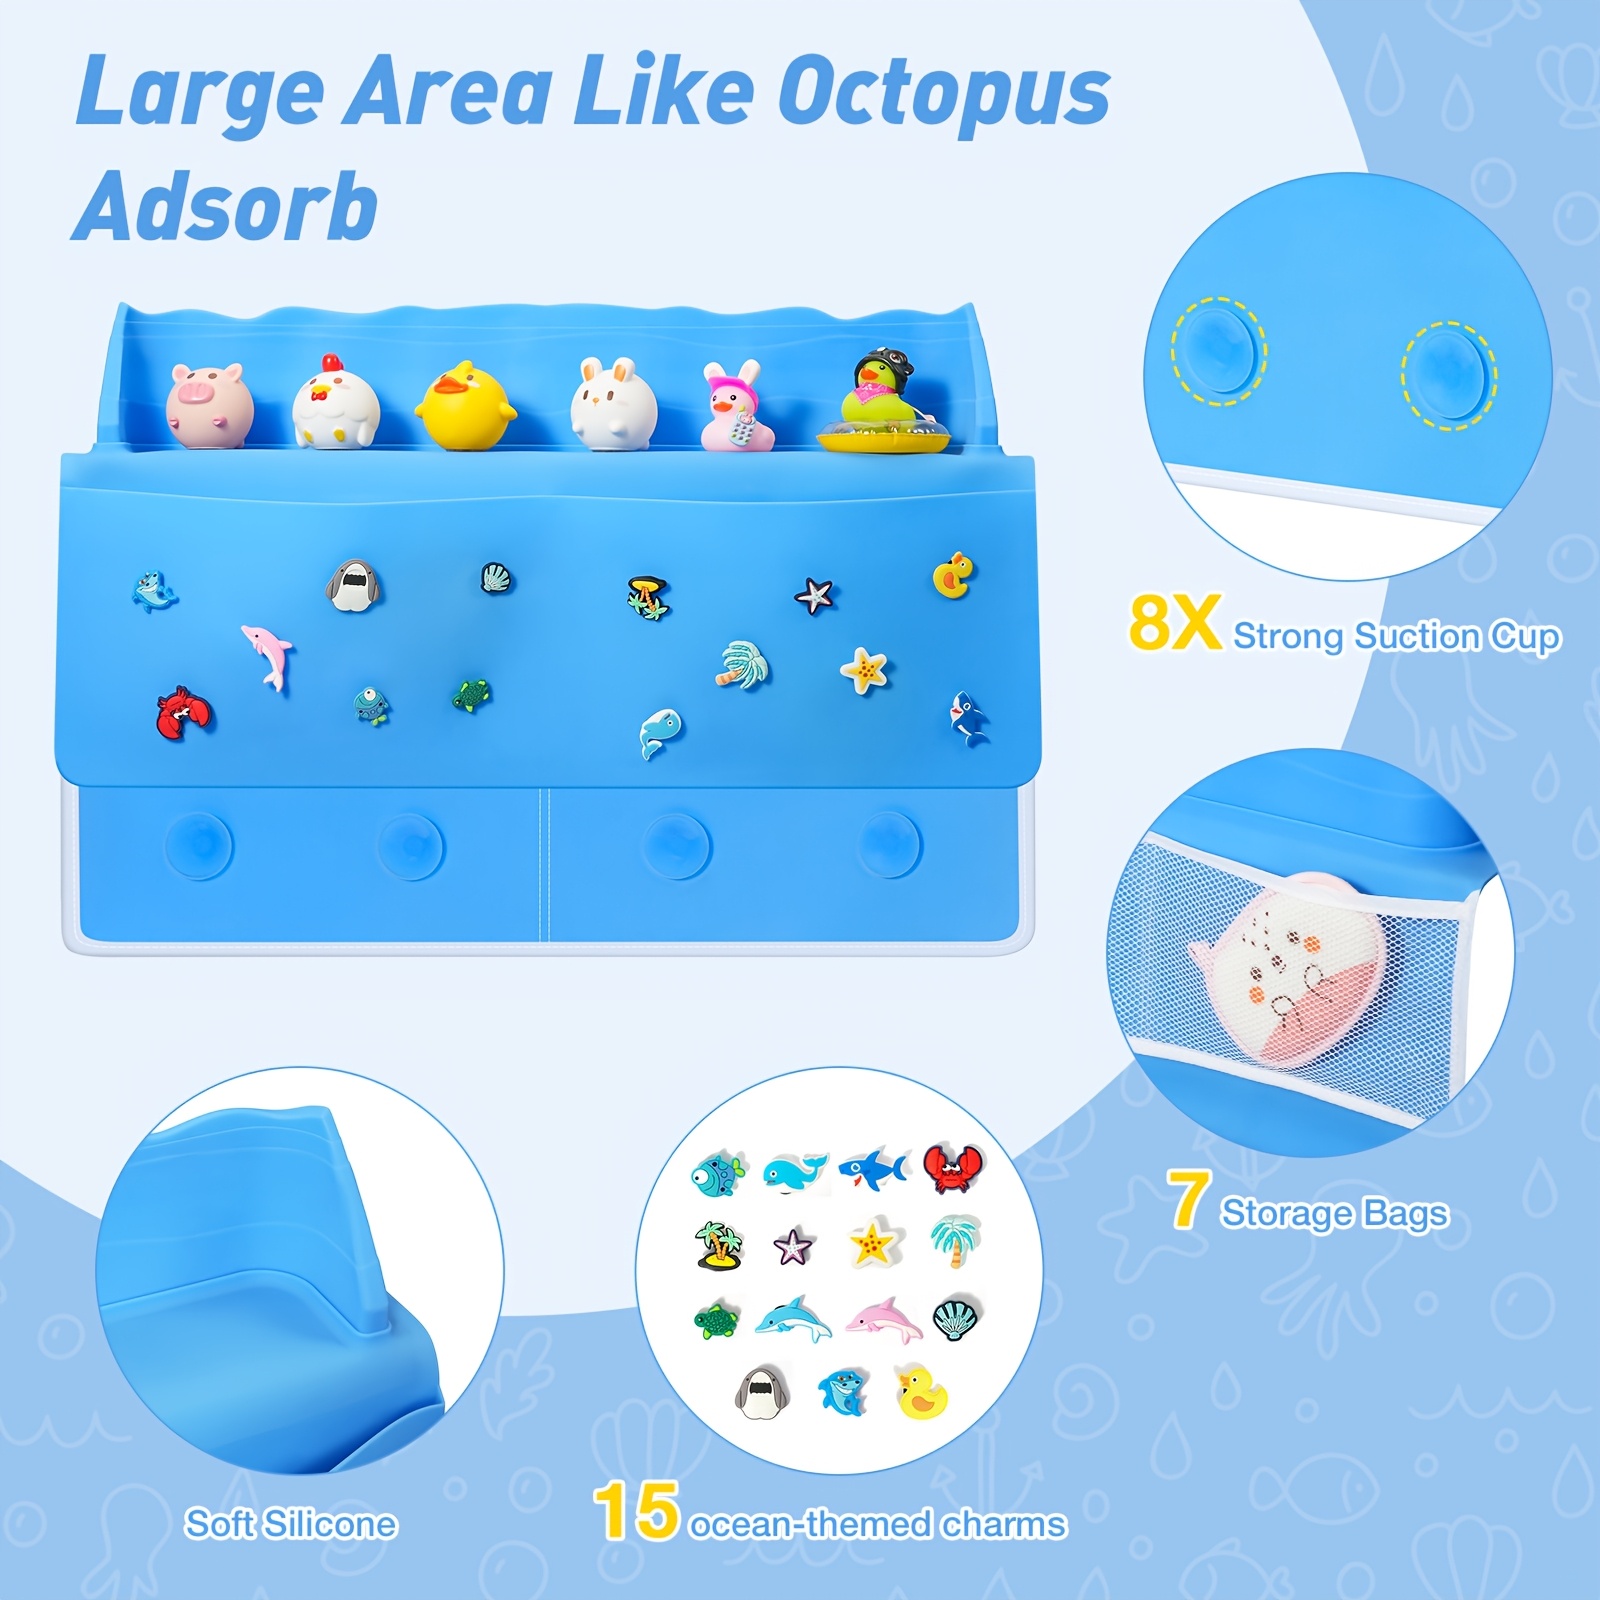 Large Area Like Octopus
Adsorb
8X Strong Suction Cup
7 Storage Bags
Soft Silicone
15 ocean-themed charms